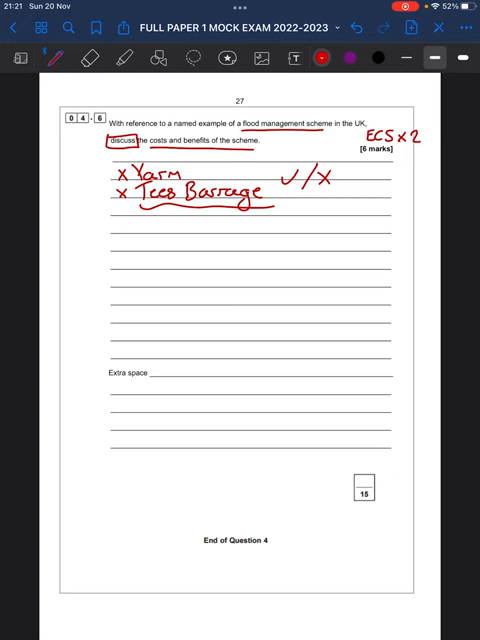 21:21 Sun 20 Nov
52%
FULL PAPER 1 MOCK EXAM 2022-2023
27
0 4 . 6
With reference to a named example of a flood management scheme in the UK,
discuss the costs and benefits of the scheme.
ECS x 2
[6 marks]
x Yarm
x Tees Barrage ✓/x
Extra space
15
End of Question 4